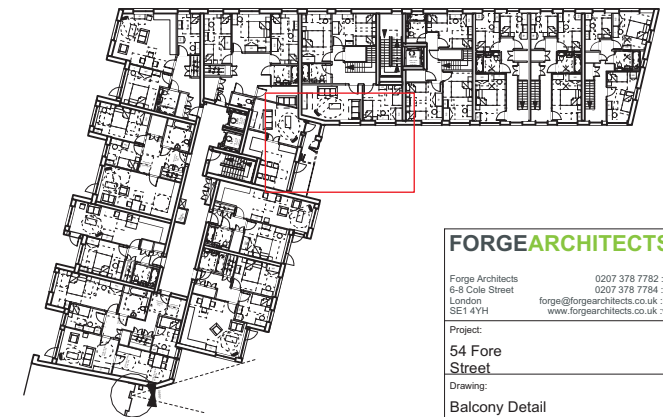 FORGEARCHITECTS
Forge Architects 0207 378 7782 :
6-8 Cole Street 0207 378 7784 :
London forge@forgearchitects.co.uk :
SE1 4YH www.forgearchitects.co.uk :
Project:
54 Fore
Street
Drawing:
Balcony Detail